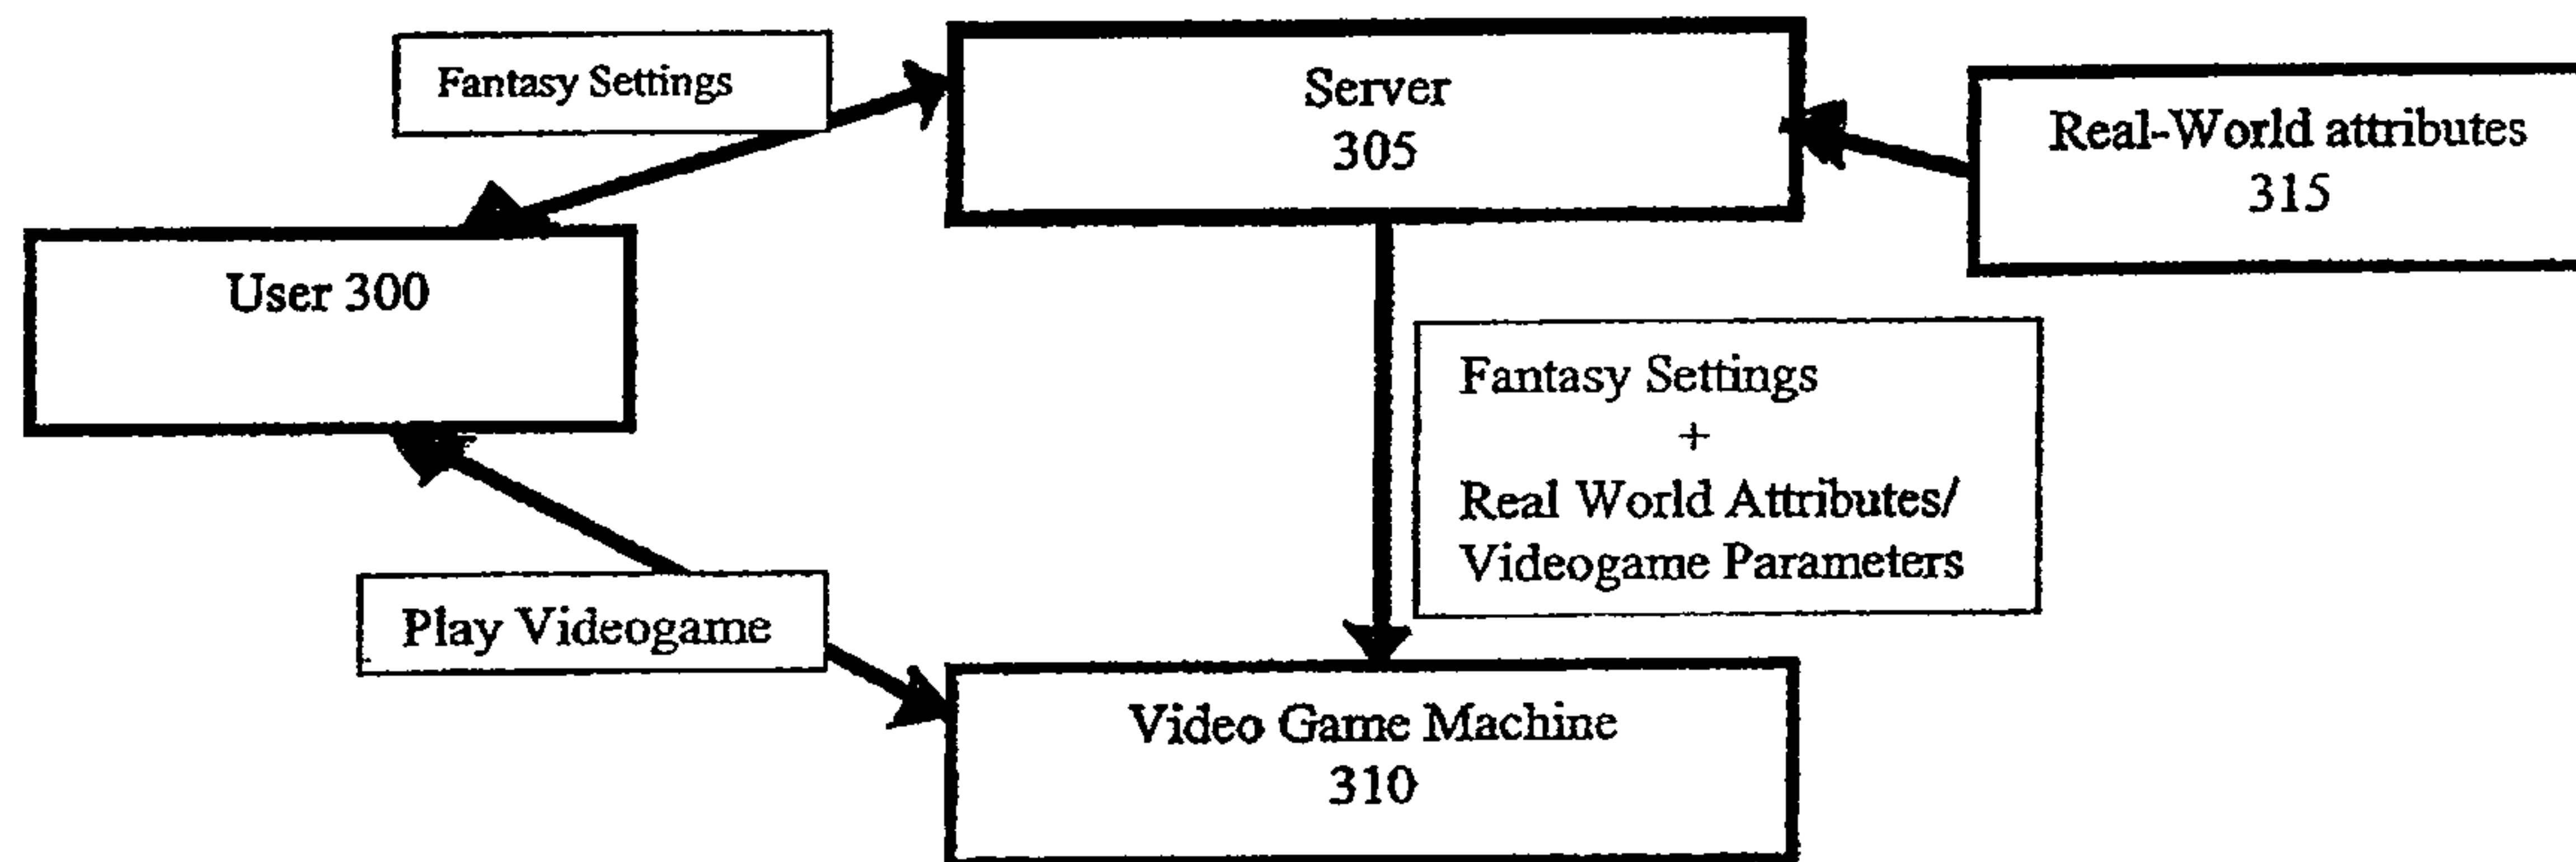 Fantasy Settings
Server
305
Real-World attributes
315
User 300
Fantasy Settings
+
Real World Attributes/
Videogame Parameters
Play Videogame
Video Game Machine
310